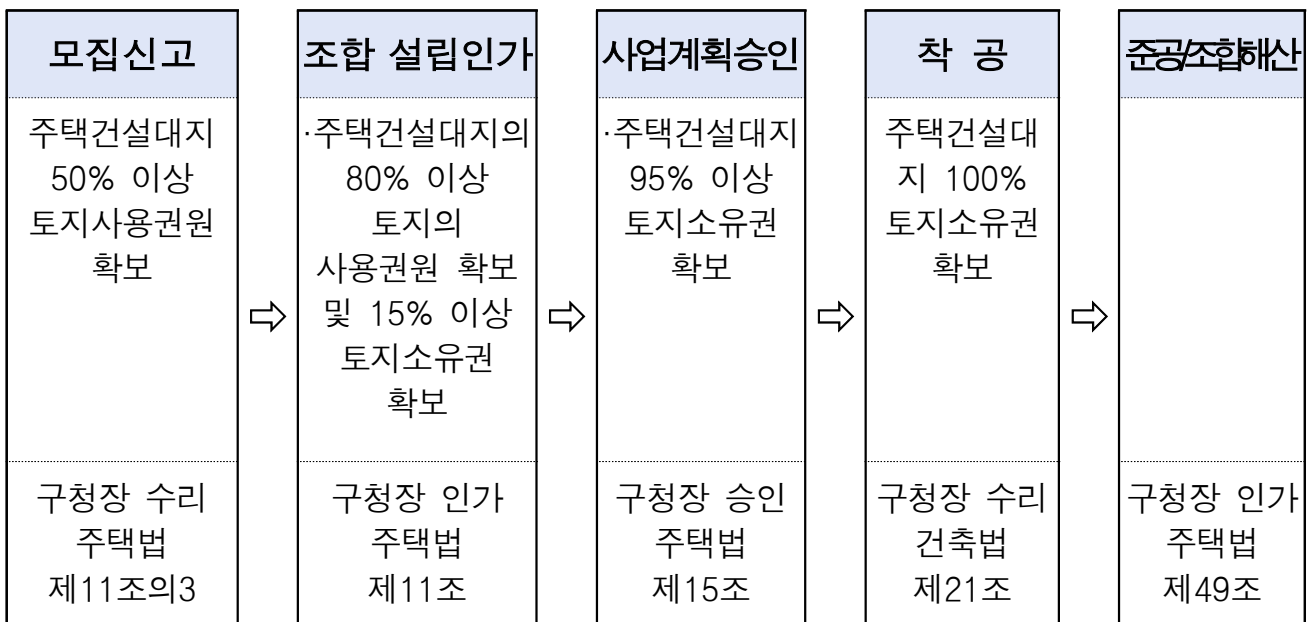 모집신고
주택건설대지
50% 이상
토지사용권원
확보
구청장 수리
주택법
제11조의3
⇨
조합 설립인가
·주택건설대지의
80% 이상
토지의
사용권원 확보
및 15% 이상
토지소유권
확보
구청장 인가
주택법
제11조
⇨
사업계획승인
·주택건설대지
95% 이상
토지소유권
확보
구청장 승인
주택법
제15조
⇨
착 공
주택건설대
지 100%
토지소유권
확보
구청장 수리
건축법
제21조
⇨
준공/조합해산
구청장 인가
주택법
제49조